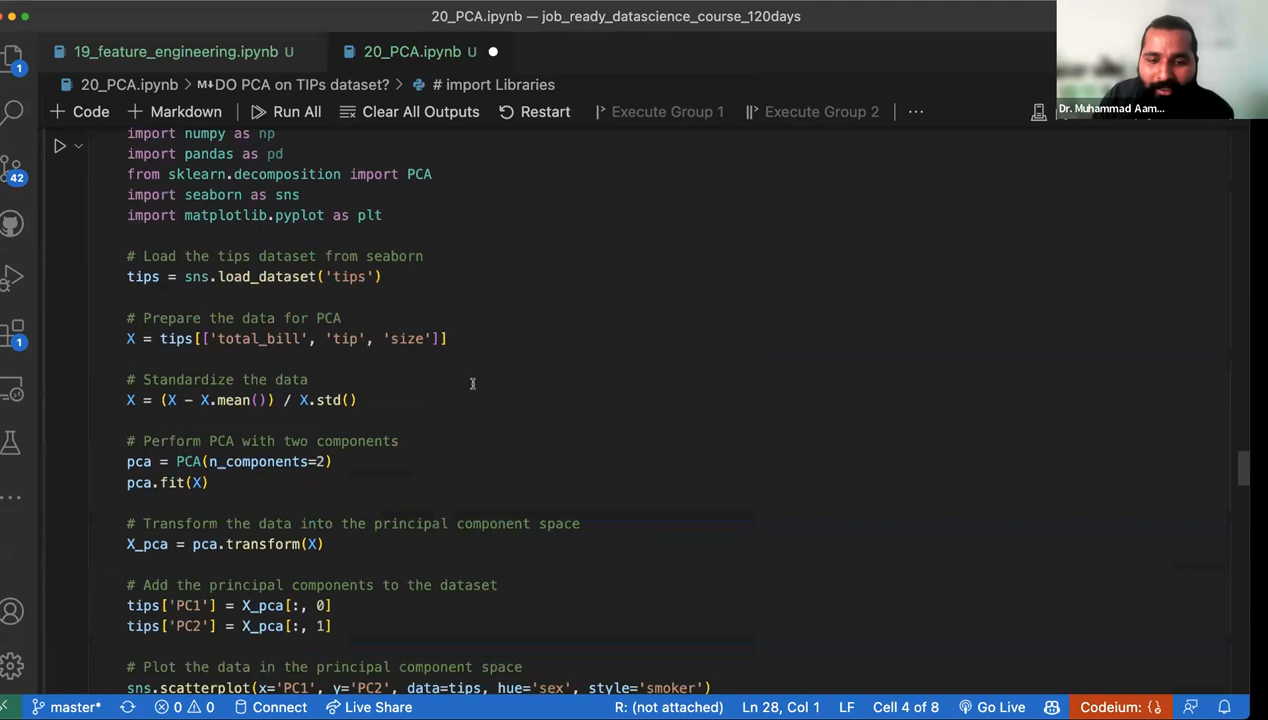 20_PCA.ipynb — job_ready_datascience_course_120days
19_feature_engineering.ipynb U
20_PCA.ipynb U
20_PCA.ipynb > M↓DO PCA on TIPs dataset? > # import Libraries
+ Code + Markdown Run All Clear All Outputs Restart Execute Group 1 Execute Group 2 ...
Dr. Muhammad Aam...
1
42
1
import numpy as np
import pandas as pd
from sklearn.decomposition import PCA
import seaborn as sns
import matplotlib.pyplot as plt
# Load the tips dataset from seaborn
tips = sns.load_dataset('tips')
# Prepare the data for PCA
X = tips[['total_bill', 'tip', 'size']]
# Standardize the data
X = (X - X.mean()) / X.std()
# Perform PCA with two components
pca = PCA(n_components=2)
pca.fit(X)
# Transform the data into the principal component space
X_pca = pca.transform(X)
# Add the principal components to the dataset
tips['PC1'] = X_pca[:, 0]
tips['PC2'] = X_pca[:, 1]
# Plot the data in the principal component space
sns.scatterplot(x='PC1', y='PC2', data=tips, hue='sex', style='smoker')
master* 0 0 Connect Live Share R: (not attached) Ln 28, Col 1 LF Cell 4 of 8 Go Live Codeium: {}